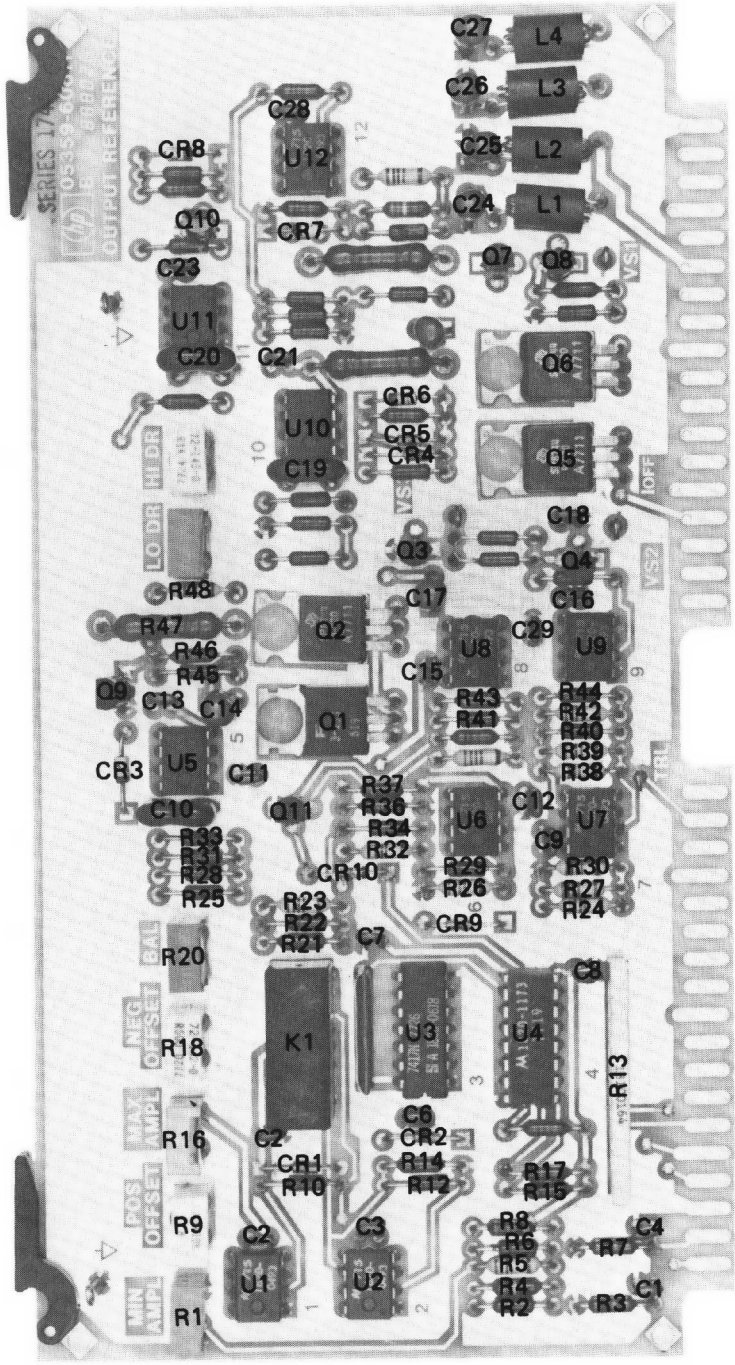 C27
L4
C26
L3
C28
U12
12
C25
L2
CR8
SERIES 174
hp
05359-600
B
OUTPUT REFERENCE
Q10
C24
L1
CR7
C23
Q7
Q8
VS1
U11
C20
11
C21
Q6
A7711
CR6
CR5
CR4
U10
10
C19
Q5
A7711
HI DR
LO DR
IOFF
C18
Q3
Q4
VS2
R48
C17
C16
R47
Q2
U8
8
C29
U9
9
R46
R45
Q9
C15
C13
C14
Q1
R43
R41
R44
R42
R40
R39
R38
5
CR3
U5
C11
R37
R36
R34
R32
C10
Q11
U6
6
C12
C9
U7
7
R33
R31
R28
R25
CR10
R29
R26
R30
R27
R24
R23
R22
R21
CR9
C7
BAL
R20
NEG
OFFSET
R18
K1
U3
3
U4
C8
4
R13
MAX
AMPL
R16
C6
C2
CR2
CR1
R10
R14
R12
R17
R15
POS
OFFSET
R9
C2
C3
R8
R6
R5
R7
C4
U1
1
U2
2
R4
R2
R3
C1
MIN
AMPL
R1